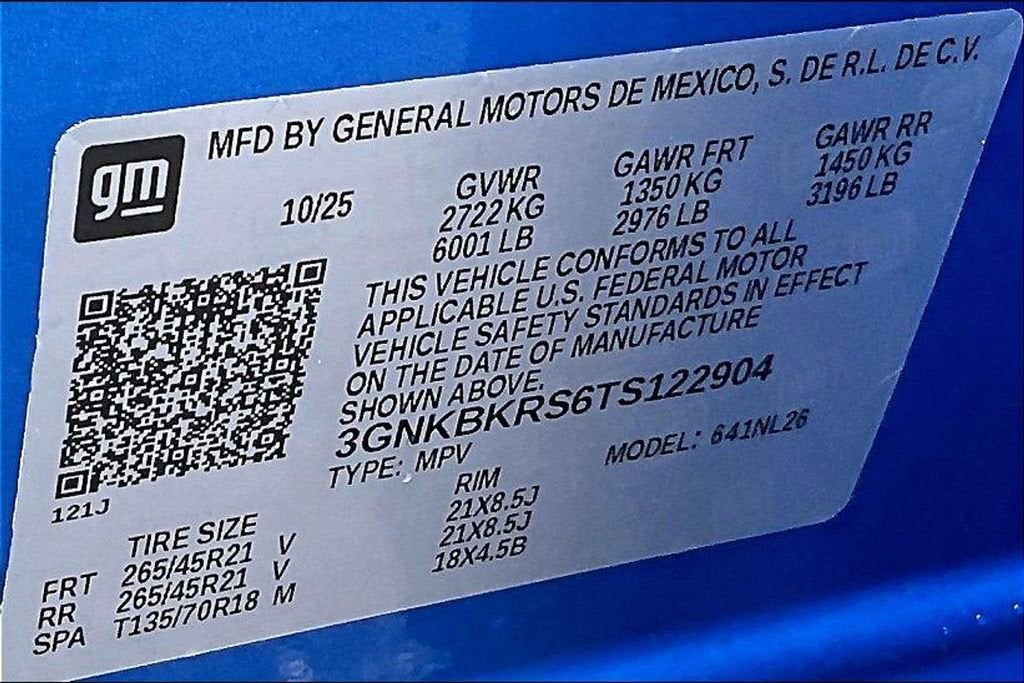 gm
MFD BY GENERAL MOTORS DE MEXICO, S. DE R.L. DE C.V.
10/25
GVWR
2722 KG
6001 LB
GAWR FRT
1350 KG
2976 LB
GAWR RR
1450 KG
3196 LB
THIS VEHICLE CONFORMS TO ALL
APPLICABLE U.S. FEDERAL MOTOR
VEHICLE SAFETY STANDARDS IN EFFECT
ON THE DATE OF MANUFACTURE
SHOWN ABOVE.
3GNKBKRS6TS122904
TYPE: MPV
MODEL: 641NL26
121J
TIRE SIZE RIM
FRT 265/45R21 V 21X8.5J
RR 265/45R21 V 21X8.5J
SPA T135/70R18 M 18X4.5B